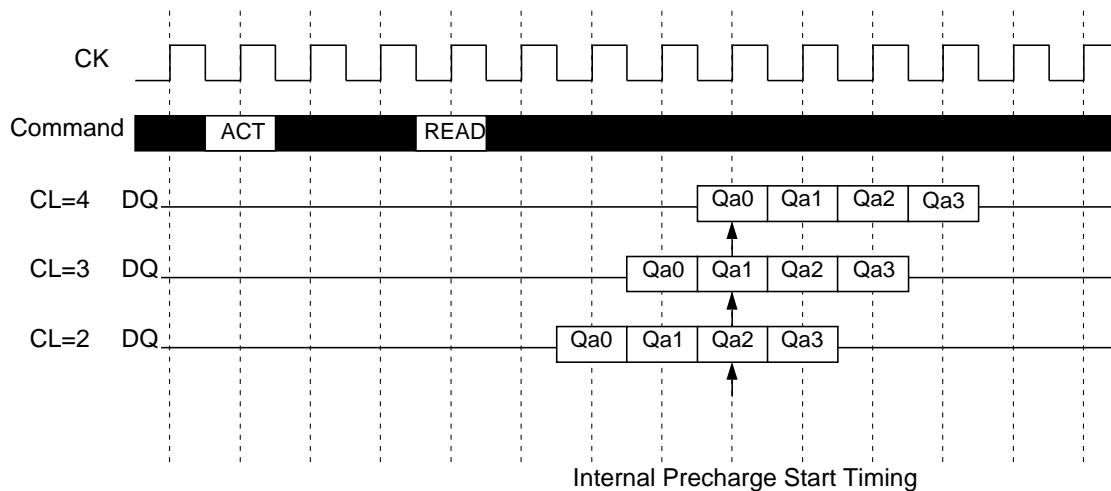 CK
Command ACT READ
CL=4 DQ Qa0 Qa1 Qa2 Qa3
CL=3 DQ Qa0 Qa1 Qa2 Qa3
CL=2 DQ Qa0 Qa1 Qa2 Qa3
Internal Precharge Start Timing